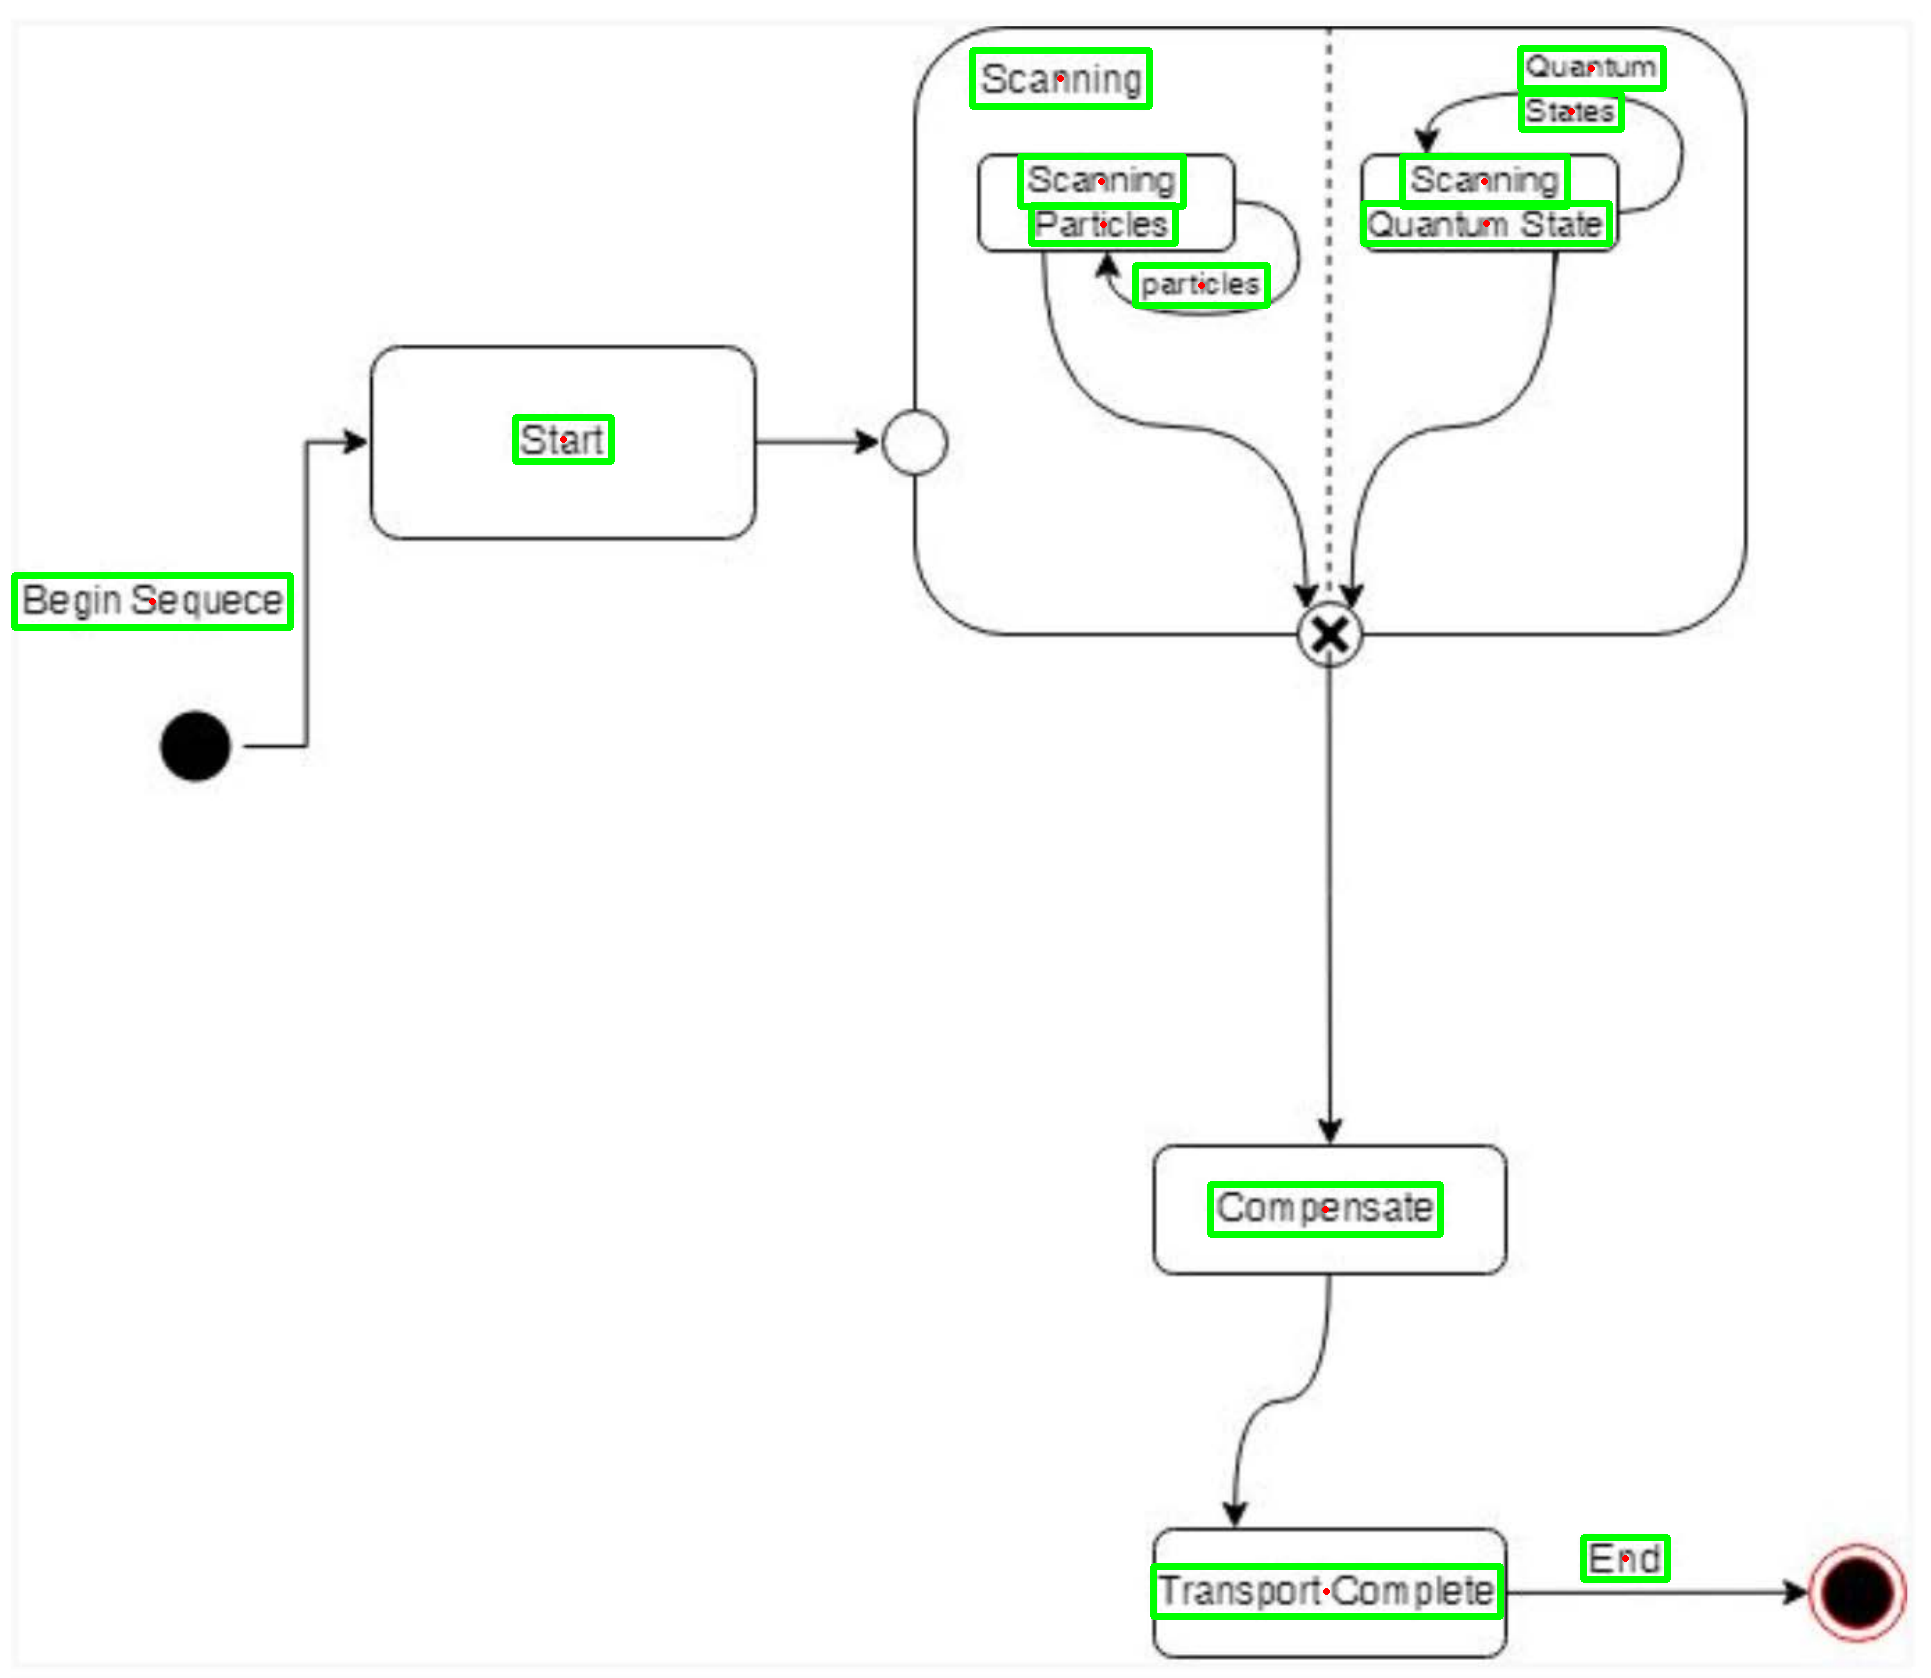 Scanning
Quantum
States
Scanning
Particles
Scanning
Quantum State
particles
Start
Begin Sequece
Compensate
End
Transport Complete